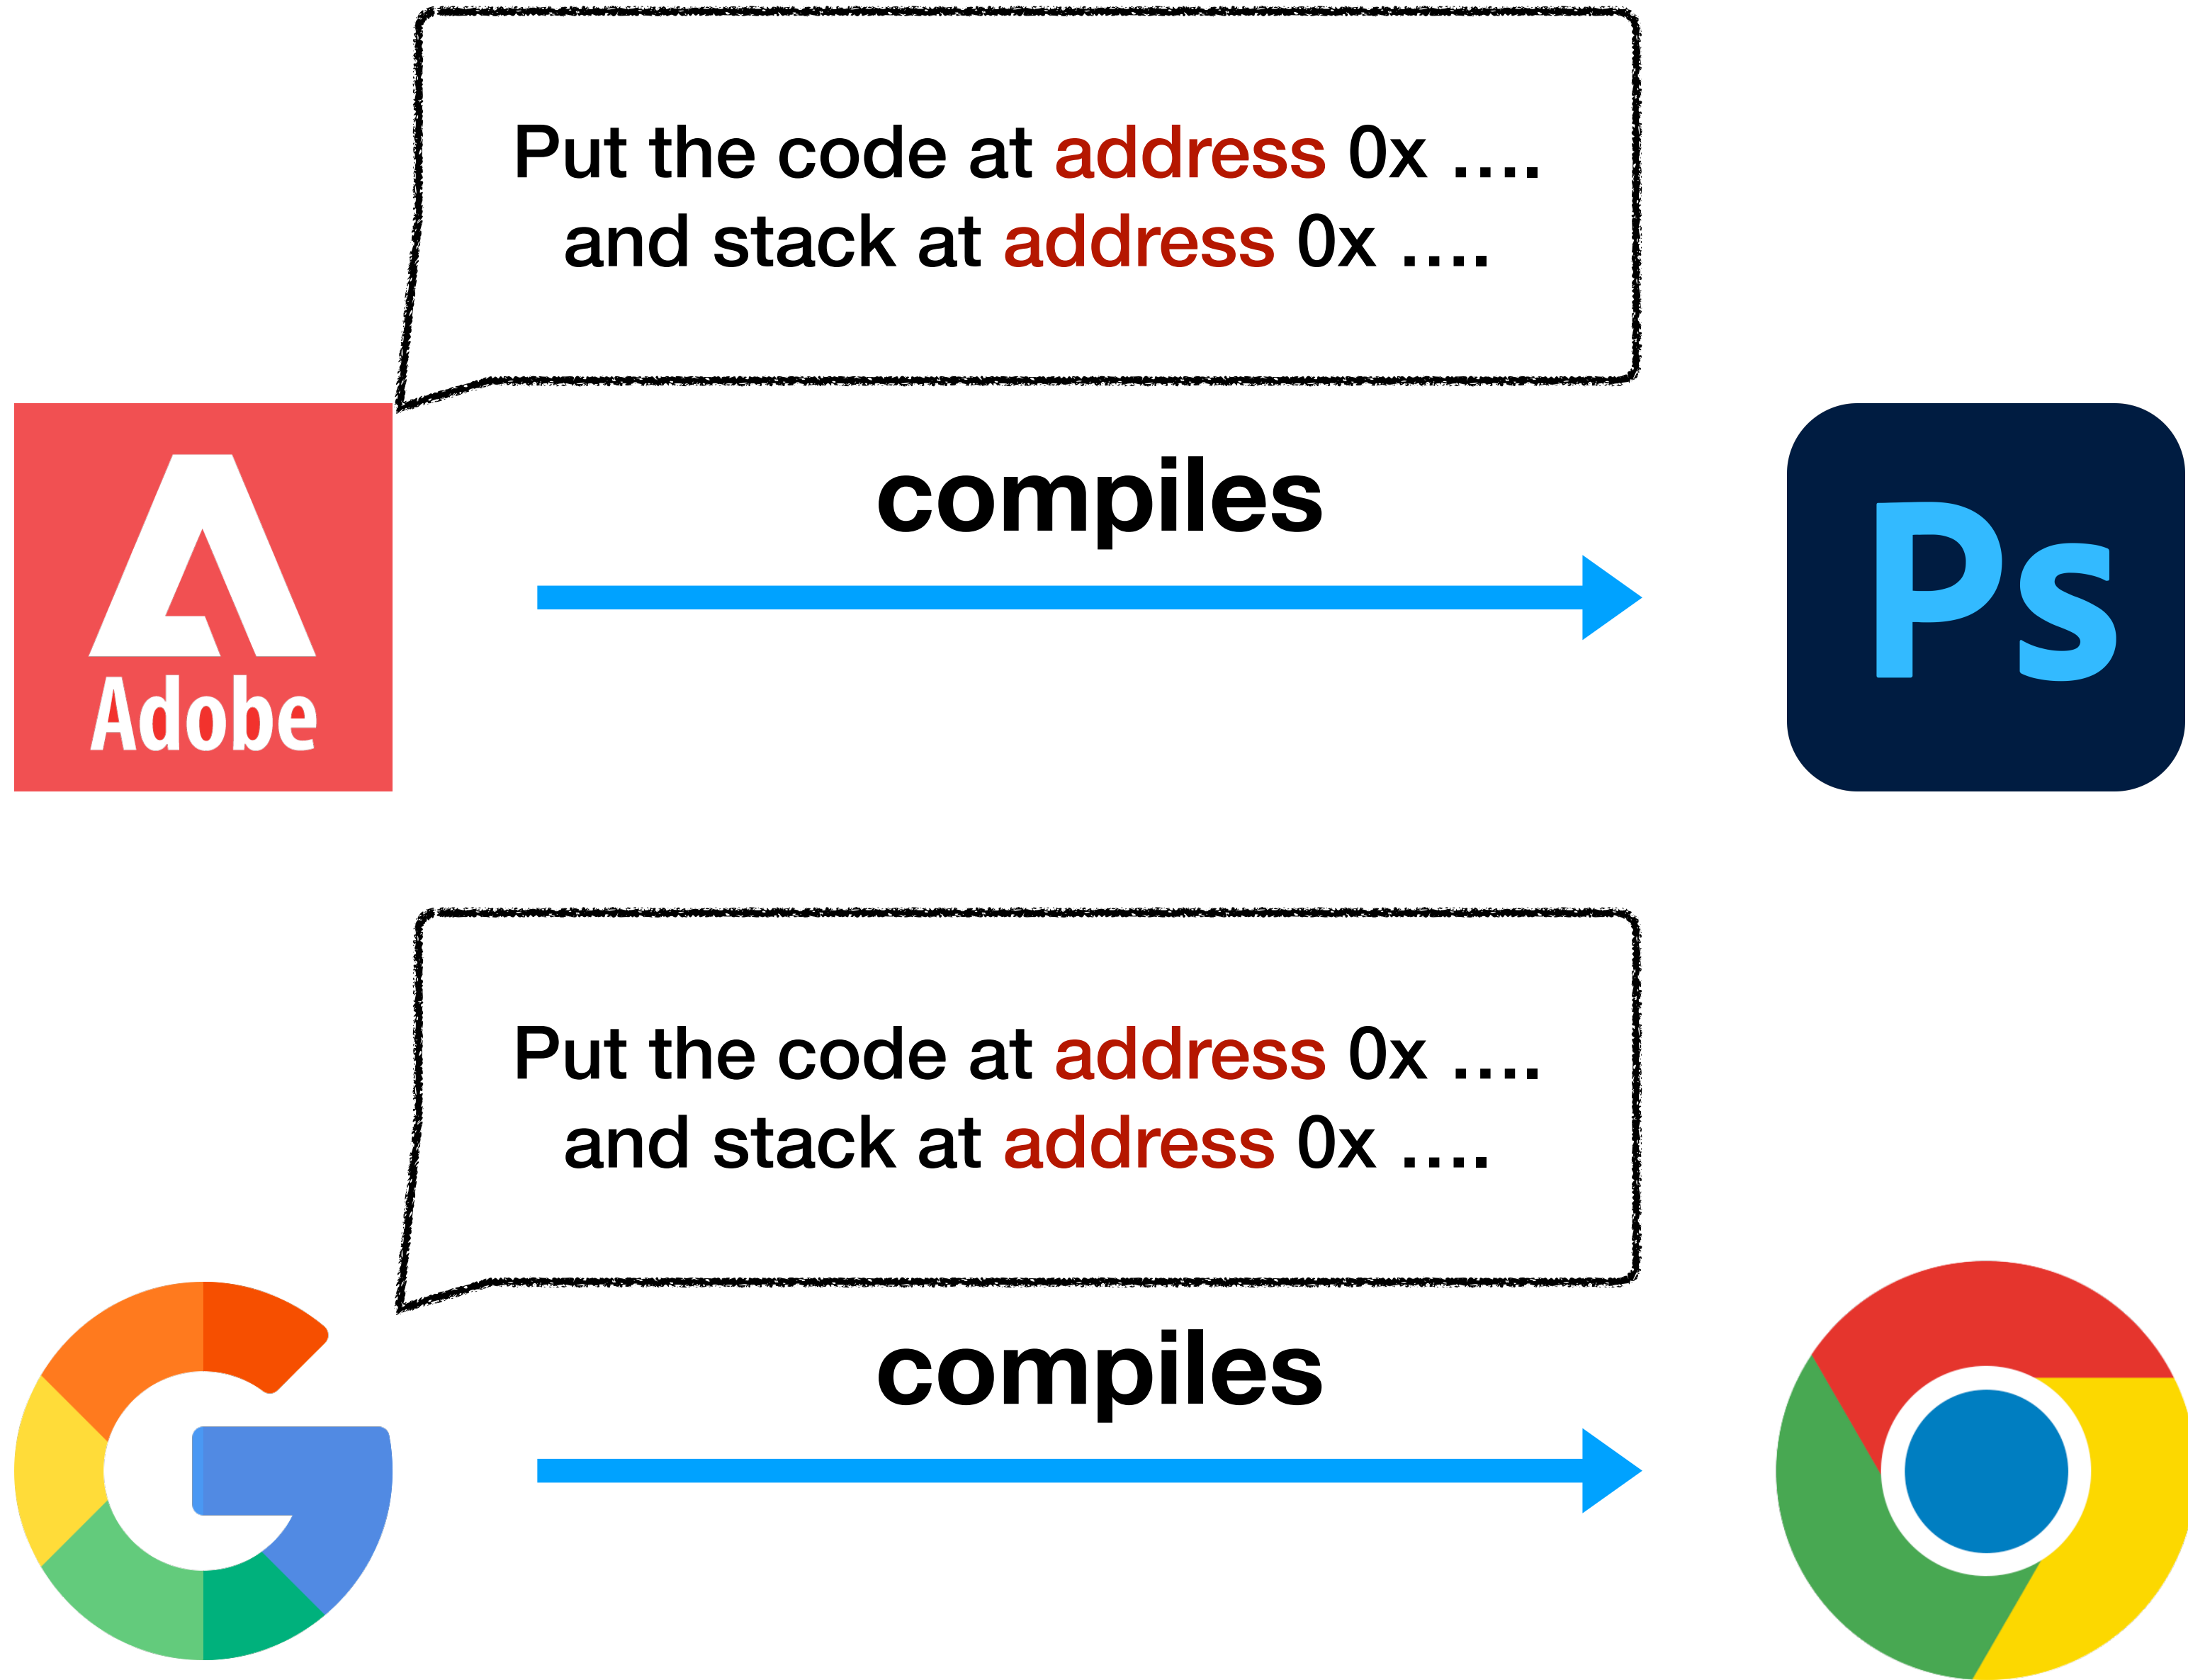 Put the code at address 0x ....
and stack at address 0x ....
compiles
Adobe
Ps
Put the code at address 0x ....
and stack at address 0x ....
compiles